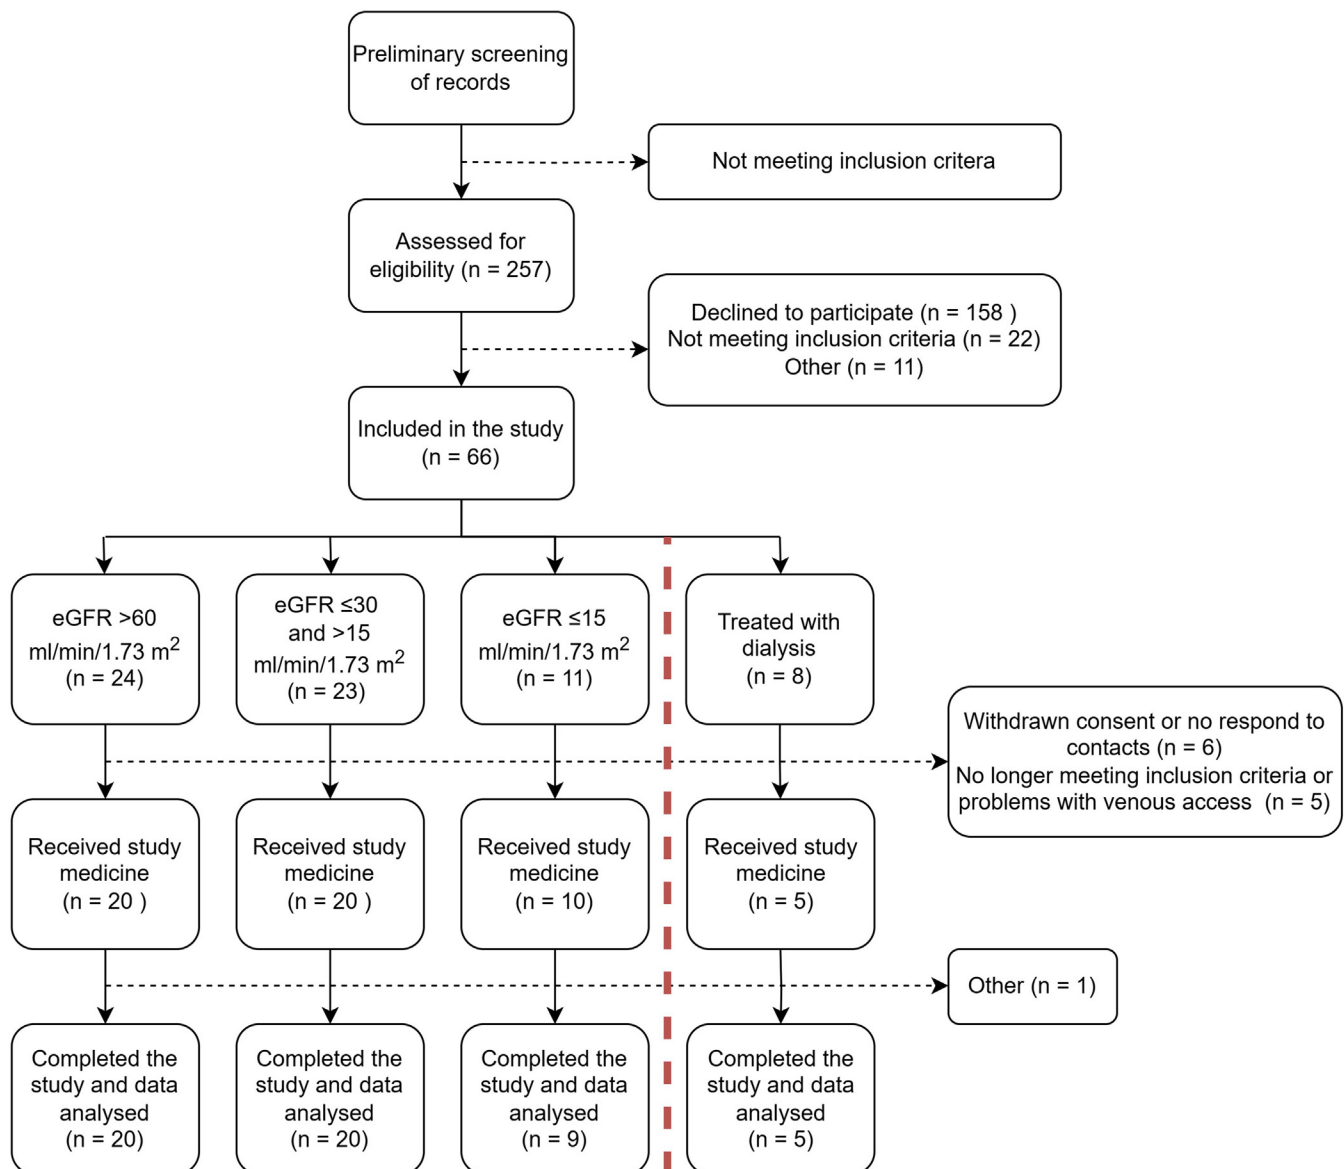 Preliminary screening
of records
Not meeting inclusion critera
Assessed for
eligibility (n = 257)
Declined to participate (n = 158 )
Not meeting inclusion criteria (n = 22)
Other (n = 11)
Included in the study
(n = 66)
eGFR >60
ml/min/1.73 m²
(n = 24)
eGFR ≤30
and >15
ml/min/1.73 m²
(n = 23)
eGFR ≤15
ml/min/1.73 m²
(n = 11)
Treated with
dialysis
(n = 8)
Withdrawn consent or no respond to
contacts (n = 6)
No longer meeting inclusion criteria or
problems with venous access (n = 5)
Received study
medicine
(n = 20 )
Received study
medicine
(n = 20 )
Received study
medicine
(n = 10)
Received study
medicine
(n = 5)
Other (n = 1)
Completed the
study and data
analysed
(n = 20)
Completed the
study and data
analysed
(n = 20)
Completed the
study and data
analysed
(n = 9)
Completed the
study and data
analysed
(n = 5)